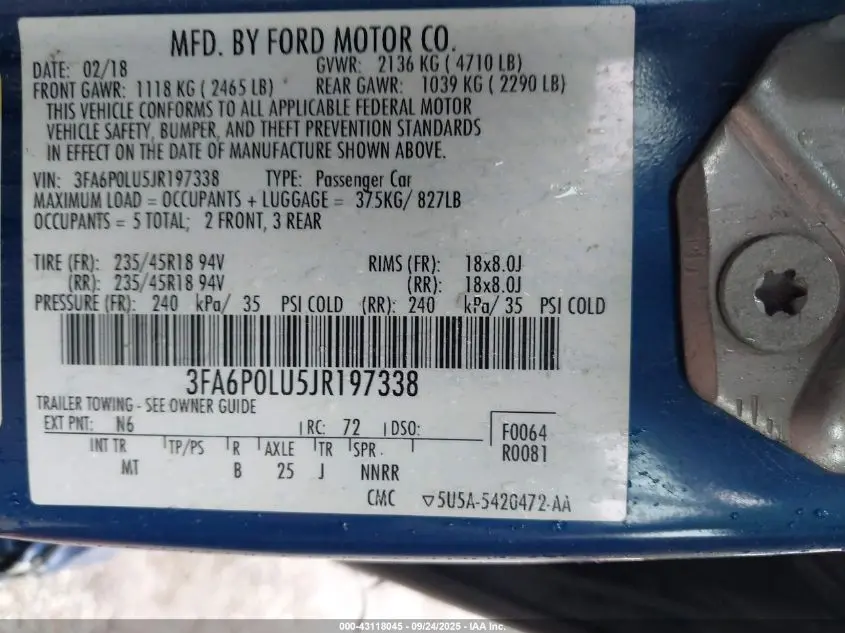 MFD. BY FORD MOTOR CO.
DATE: 02/18 GVWR: 2136 KG ( 4710 LB)
FRONT GAWR: 1118 KG ( 2465 LB) REAR GAWR: 1039 KG ( 2290 LB)
THIS VEHICLE CONFORMS TO ALL APPLICABLE FEDERAL MOTOR
VEHICLE SAFETY, BUMPER, AND THEFT PREVENTION STANDARDS
IN EFFECT ON THE DATE OF MANUFACTURE SHOWN ABOVE.
VIN: 3FA6P0LU5JR197338 TYPE: Passenger Car
MAXIMUM LOAD = OCCUPANTS + LUGGAGE = 375KG/ 827LB
OCCUPANTS = 5 TOTAL; 2 FRONT, 3 REAR
TIRE (FR): 235/45R18 94V RIMS (FR): 18x8.0J
(RR): 235/45R18 94V (RR): 18x8.0J
PRESSURE (FR): 240 kPa/ 35 PSI COLD (RR): 240 kPa/ 35 PSI COLD
3FA6P0LU5JR197338
TRAILER TOWING - SEE OWNER GUIDE
EXT PNT: N6 RC: 72 DSO: F0064
R0081
INT TR TP/PS R AXLE TR SPR
MT B 25 J NNRR
CMC ▽5U5A-5420472-AA
000-43118045 - 09/24/2025 - IAA Inc.